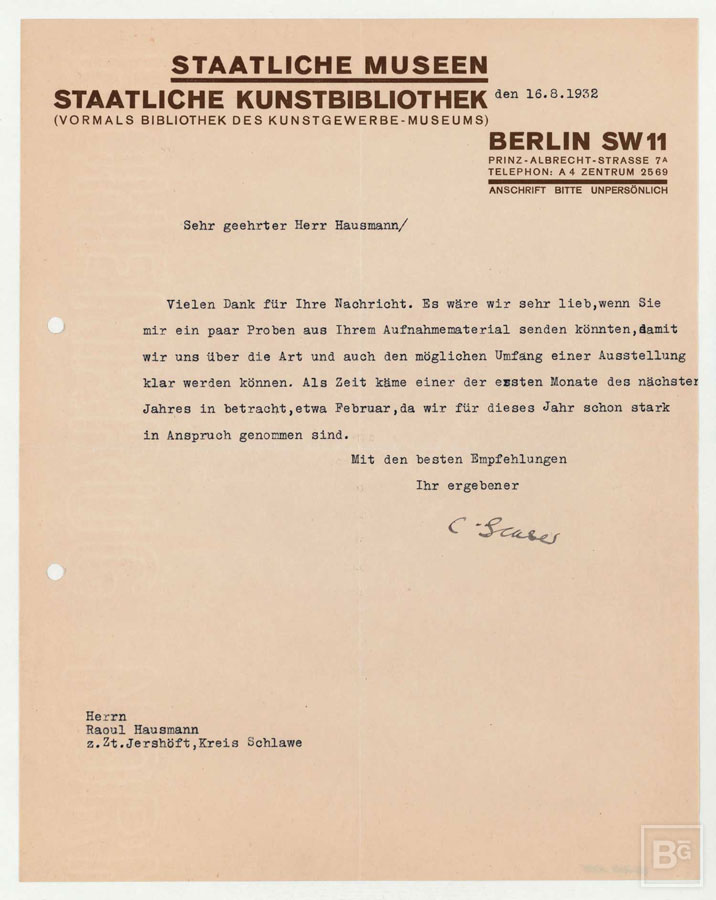 STAATLICHE MUSEEN
STAATLICHE KUNSTBIBLIOTHEK den 16.8.1932
(VORMALS BIBLIOTHEK DES KUNSTGEWERBE-MUSEUMS)
BERLIN SW 11
PRINZ-ALBRECHT-STRASSE 7A
TELEPHON: A 4 ZENTRUM 2569
ANSCHRIFT BITTE UNPERSÖNLICH
Sehr geehrter Herr Hausmann/
Vielen Dank für Ihre Nachricht. Es wäre wir sehr lieb,wenn Sie
mir ein paar Proben aus Ihrem Aufnahmematerial senden könnten,damit
wir uns über die Art und auch den möglichen Umfang einer Ausstellung
klar werden können. Als Zeit käme einer der ersten Monate des nächsten
Jahres in betracht,etwa Februar,da wir für dieses Jahr schon stark
in Anspruch genommen sind.
Mit den besten Empfehlungen
Ihr ergebener
C. Glaser
Herrn
Raoul Hausmann
z.Zt.Jershöft,Kreis Schlawe
BG